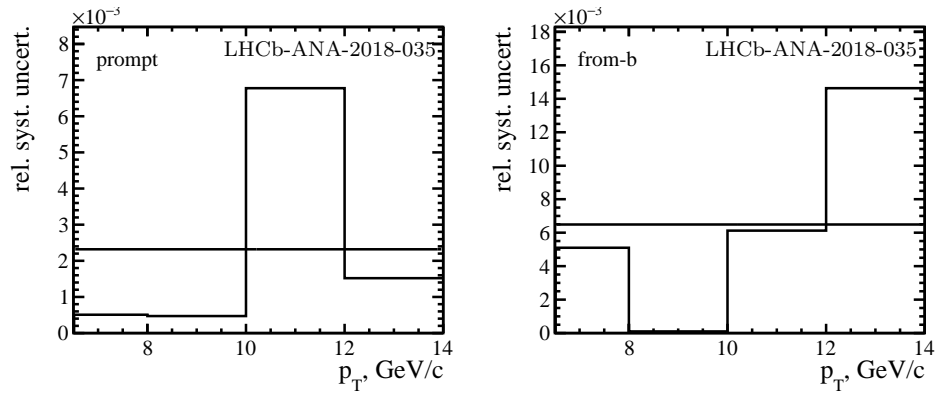 ×10⁻³
LHCb-ANA-2018-035
prompt
rel. syst. uncert.
8
7
6
5
4
3
2
1
0
8 10 12 14
p_T, GeV/c
×10⁻³
LHCb-ANA-2018-035
from-b
rel. syst. uncert.
18
16
14
12
10
8
6
4
2
0
8 10 12 14
p_T, GeV/c